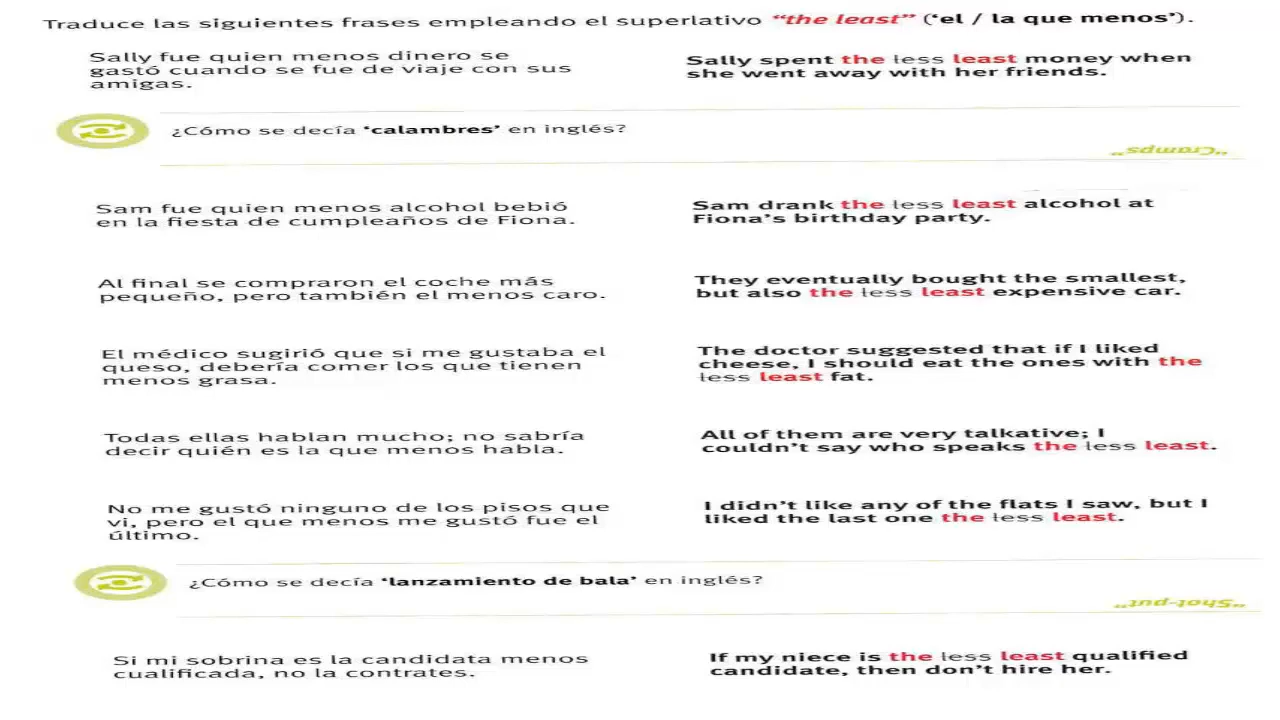 Traduce las siguientes frases empleando el superlativo “the least” (‘el / la que menos’).
Sally fue quien menos dinero se
gastó cuando se fue de viaje con sus
amigas.
Sally spent the less least money when
she went away with her friends.
¿Cómo se decía ‘calambres’ en inglés?
“Cramps”
Sam fue quien menos alcohol bebió
en la fiesta de cumpleaños de Fiona.
Sam drank the less least alcohol at
Fiona’s birthday party.
Al final se compraron el coche más
pequeño, pero también el menos caro.
They eventually bought the smallest,
but also the less least expensive car.
El médico sugirió que si me gustaba el
queso, debería comer los que tienen
menos grasa.
The doctor suggested that if I liked
cheese, I should eat the ones with the
less least fat.
Todas ellas hablan mucho; no sabría
decir quién es la que menos habla.
All of them are very talkative; I
couldn’t say who speaks the less least.
No me gustó ninguno de los pisos que
vi, pero el que menos me gustó fue el
último.
I didn’t like any of the flats I saw, but I
liked the last one the less least.
¿Cómo se decía ‘lanzamiento de bala’ en inglés?
“Shot-put”
Si mi sobrina es la candidata menos
cualificada, no la contrates.
If my niece is the less least qualified
candidate, then don’t hire her.